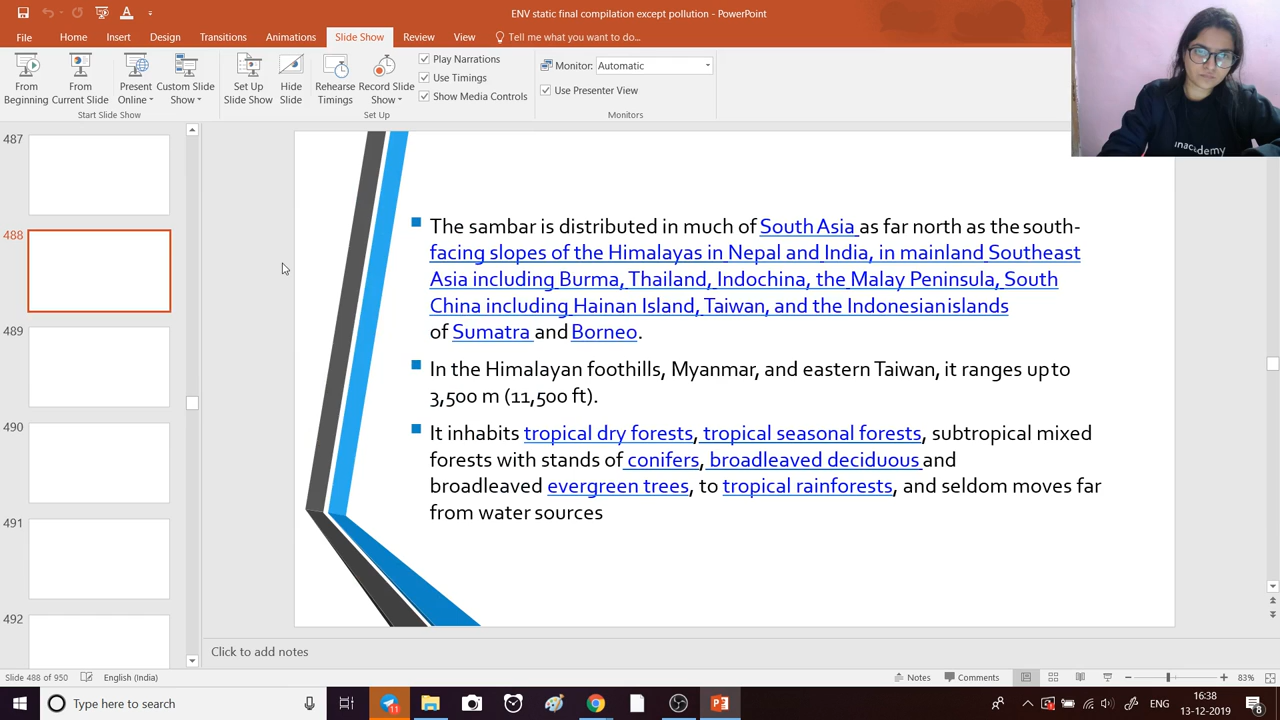 ENV static final compilation except pollution - PowerPoint
File Home Insert Design Transitions Animations Slide Show Review View Tell me what you want to do...
From Beginning
From Current Slide
Present Online
Custom Slide Show
Set Up Slide Show
Hide Slide
Rehearse Timings
Record Slide Show
Play Narrations
Use Timings
Show Media Controls
Monitor: Automatic
Use Presenter View
Start Slide Show Set Up Monitors
inacademy
487
488
489
490
491
492
The sambar is distributed in much of South Asia as far north as the south-
facing slopes of the Himalayas in Nepal and India, in mainland Southeast
Asia including Burma, Thailand, Indochina, the Malay Peninsula, South
China including Hainan Island, Taiwan, and the Indonesian islands
of Sumatra and Borneo.
In the Himalayan foothills, Myanmar, and eastern Taiwan, it ranges up to
3,500 m (11,500 ft).
It inhabits tropical dry forests, tropical seasonal forests, subtropical mixed
forests with stands of conifers, broadleaved deciduous and
broadleaved evergreen trees, to tropical rainforests, and seldom moves far
from water sources
Click to add notes
Slide 488 of 950 English (India) Notes Comments 83%
Type here to search 11 ENG 16:38 8
13-12-2019